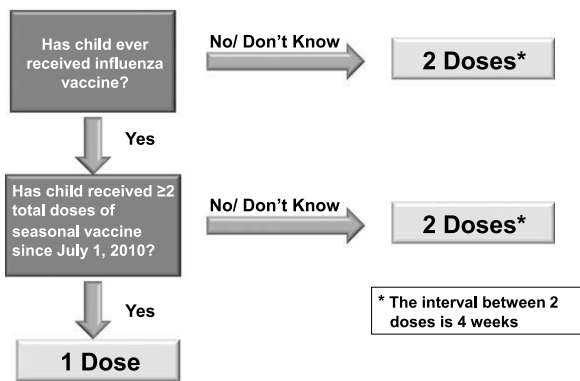 Has child ever
received influenza
vaccine?
No/ Don't Know
2 Doses*
Yes
Has child received ≥2
total doses of
seasonal vaccine
since July 1, 2010?
No/ Don't Know
2 Doses*
Yes
* The interval between 2
doses is 4 weeks
1 Dose